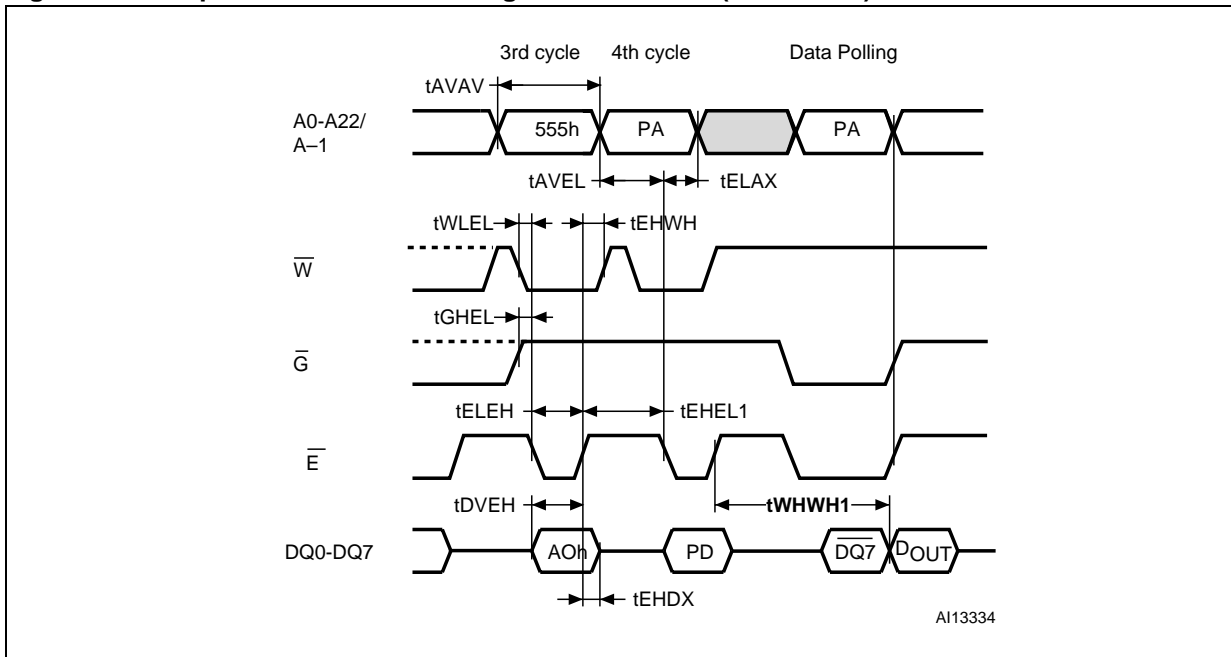 3rd cycle 4th cycle Data Polling
tAVAV
A0-A22/
A–1
555h PA PA
tAVEL tELAX
tWLEL tEHWH
W
tGHEL
G
tELEH tEHEL1
E
tDVEH tWHWH1
DQ0-DQ7 AOh PD DQ7 DOUT
tEHDX
AI13334